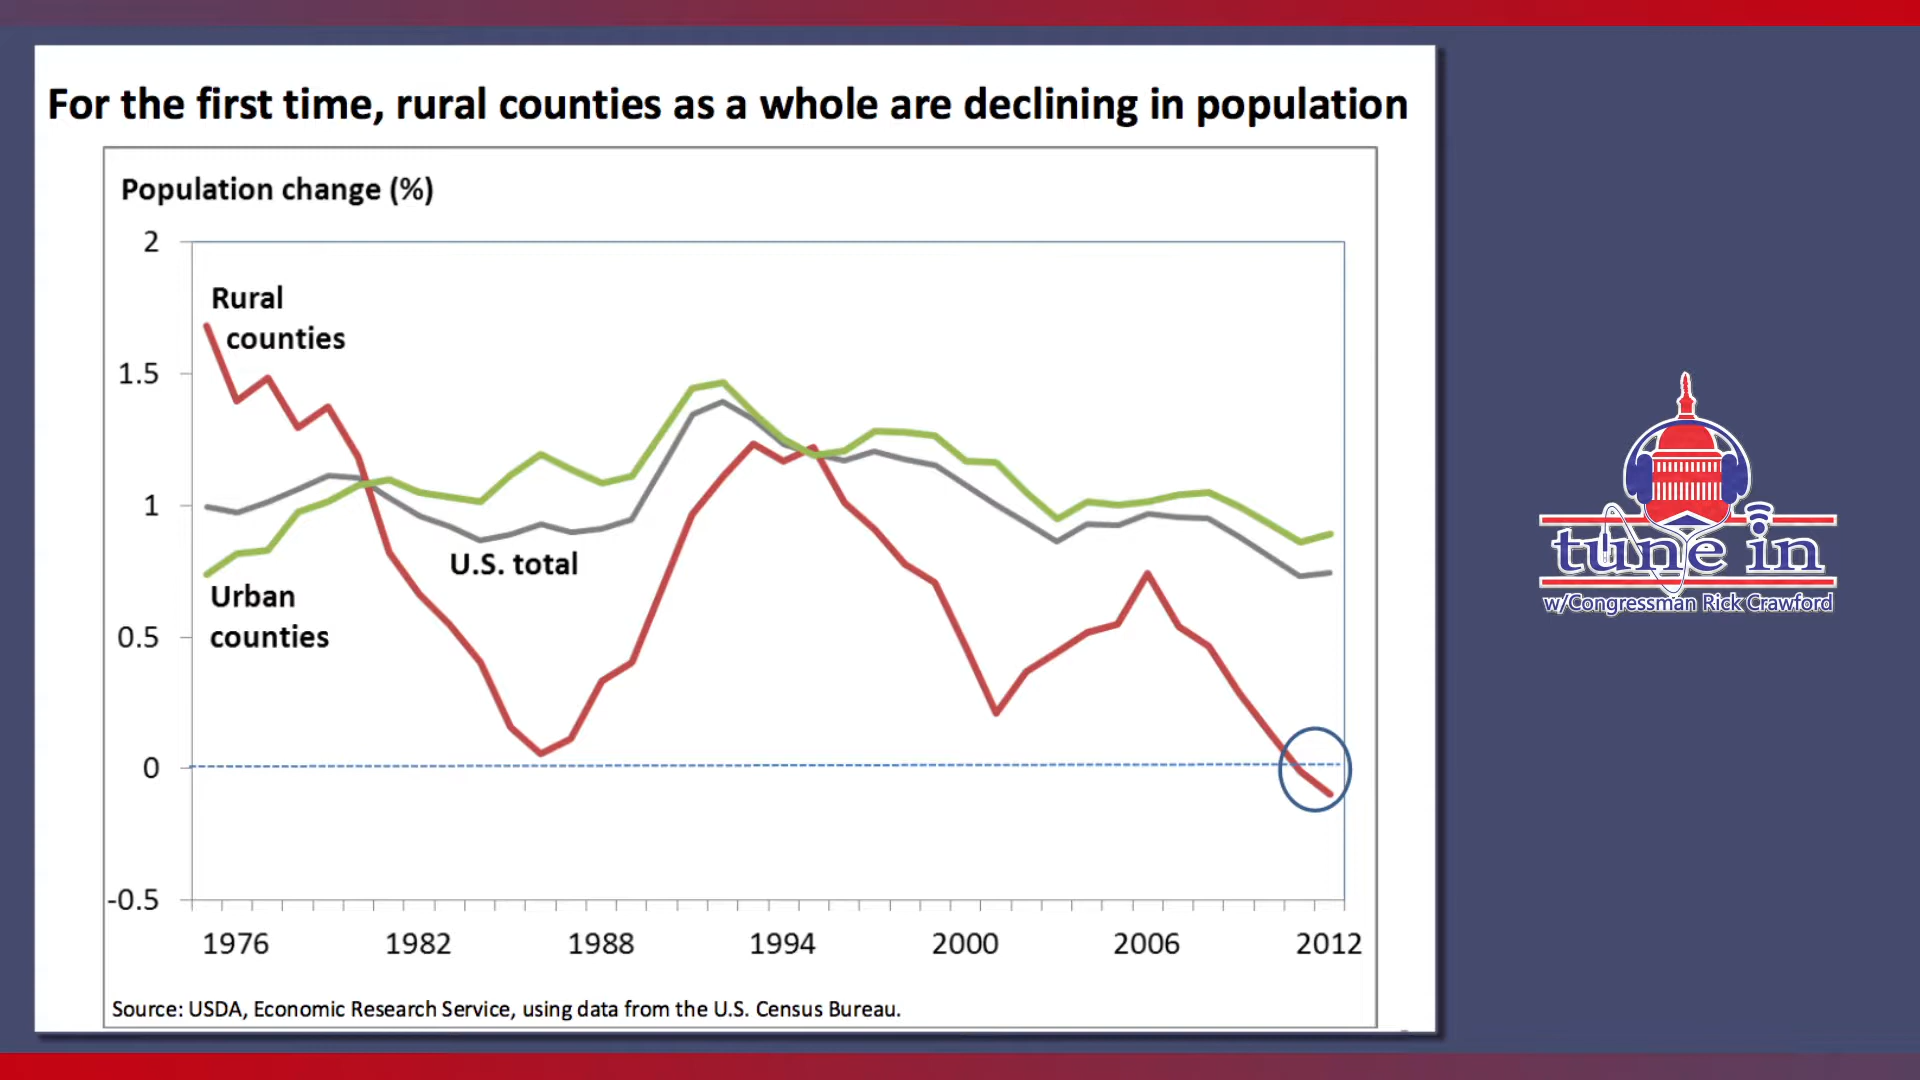 For the first time, rural counties as a whole are declining in population
Population change (%)
2
1.5
1
0.5
0
-0.5
Rural
counties
U.S. total
Urban
counties
1976 1982 1988 1994 2000 2006 2012
Source: USDA, Economic Research Service, using data from the U.S. Census Bureau.
tune in
w/Congressman Rick Crawford